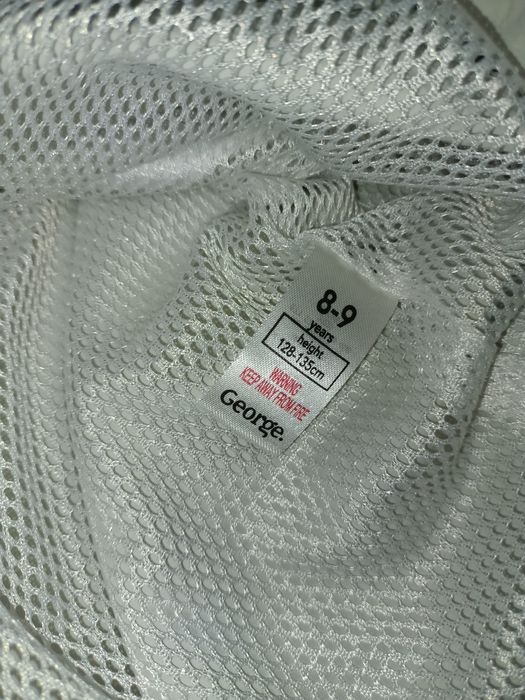 8-9
years
height
128-135cm
WARNING
KEEP AWAY FROM FIRE
George.